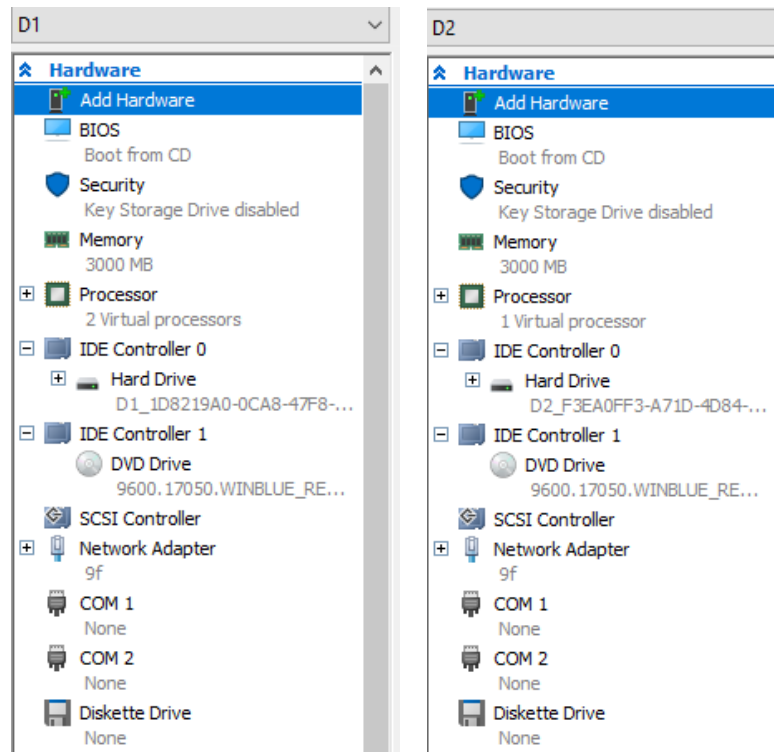 D1
Hardware
Add Hardware
BIOS
Boot from CD
Security
Key Storage Drive disabled
Memory
3000 MB
Processor
2 Virtual processors
IDE Controller 0
Hard Drive
D1_1D8219A0-0CA8-47F8-...
IDE Controller 1
DVD Drive
9600.17050.WINBLUE_RE...
SCSI Controller
Network Adapter
9f
COM 1
None
COM 2
None
Diskette Drive
None
D2
Hardware
Add Hardware
BIOS
Boot from CD
Security
Key Storage Drive disabled
Memory
3000 MB
Processor
1 Virtual processor
IDE Controller 0
Hard Drive
D2_F3EA0FF3-A71D-4D84-...
IDE Controller 1
DVD Drive
9600.17050.WINBLUE_RE...
SCSI Controller
Network Adapter
9f
COM 1
None
COM 2
None
Diskette Drive
None